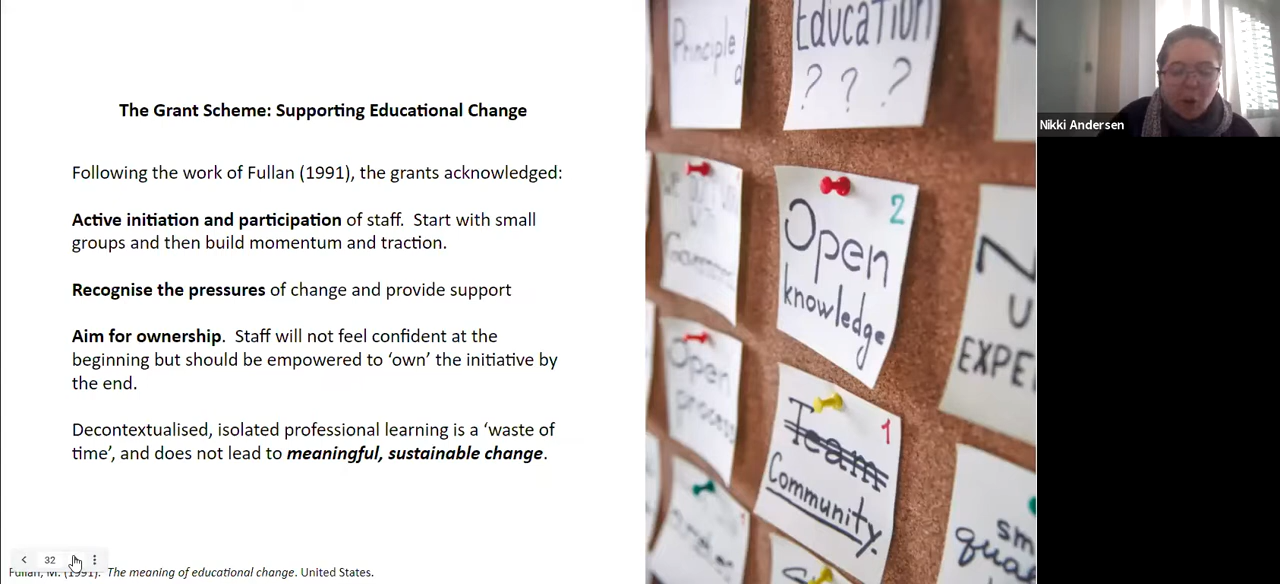 The Grant Scheme: Supporting Educational Change
Following the work of Fullan (1991), the grants acknowledged:
Active initiation and participation of staff.  Start with small
groups and then build momentum and traction.
Recognise the pressures of change and provide support
Aim for ownership.  Staff will not feel confident at the
beginning but should be empowered to ‘own’ the initiative by
the end.
Decontextualised, isolated professional learning is a ‘waste of
time’, and does not lead to meaningful, sustainable change.
32
Fullan, M. (1991). The meaning of educational change. United States.
Principle
Education
? ? ?
2
Open
knowledge
Open
process
1
Team
Community
EXPE
sm
qua
Nikki Andersen